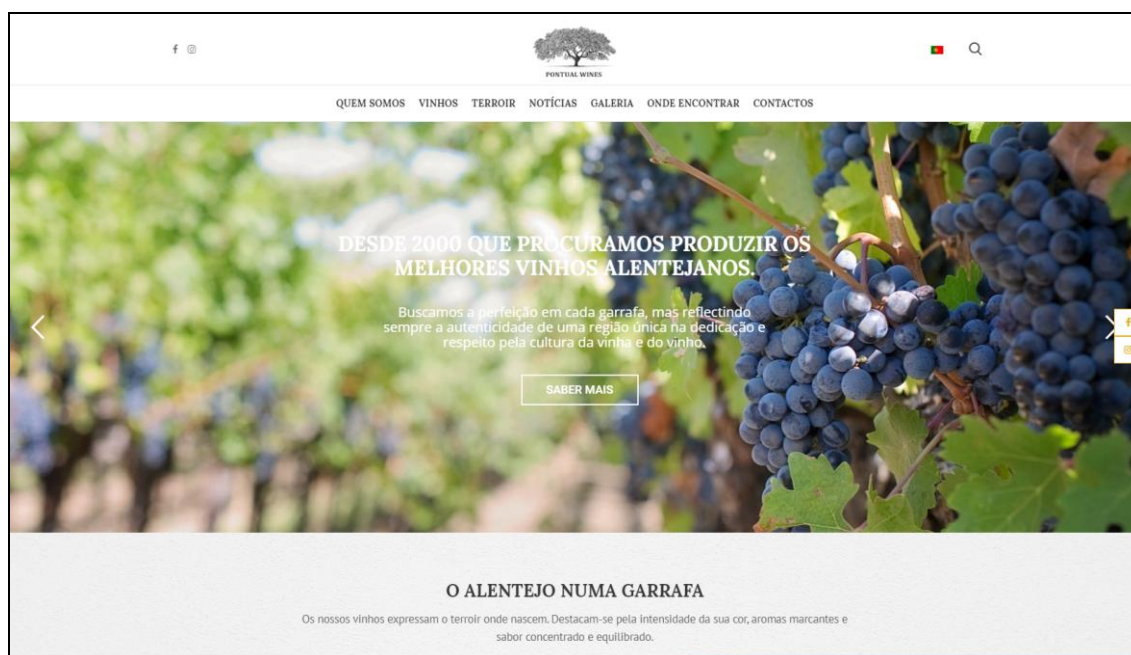 PONTUAL WINES
QUEM SOMOS VINHOS TERROIR NOTÍCIAS GALERIA ONDE ENCONTRAR CONTACTOS
DESDE 2000 QUE PROCURAMOS PRODUZIR OS
MELHORES VINHOS ALENTEJANOS.
Buscamos a perfeição em cada garrafa, mas reflectindo
sempre a autenticidade de uma região única na dedicação e
respeito pela cultura da vinha e do vinho.
SABER MAIS
O ALENTEJO NUMA GARRAFA
Os nossos vinhos expressam o terroir onde nascem. Destacam-se pela intensidade da sua cor, aromas marcantes e
sabor concentrado e equilibrado.